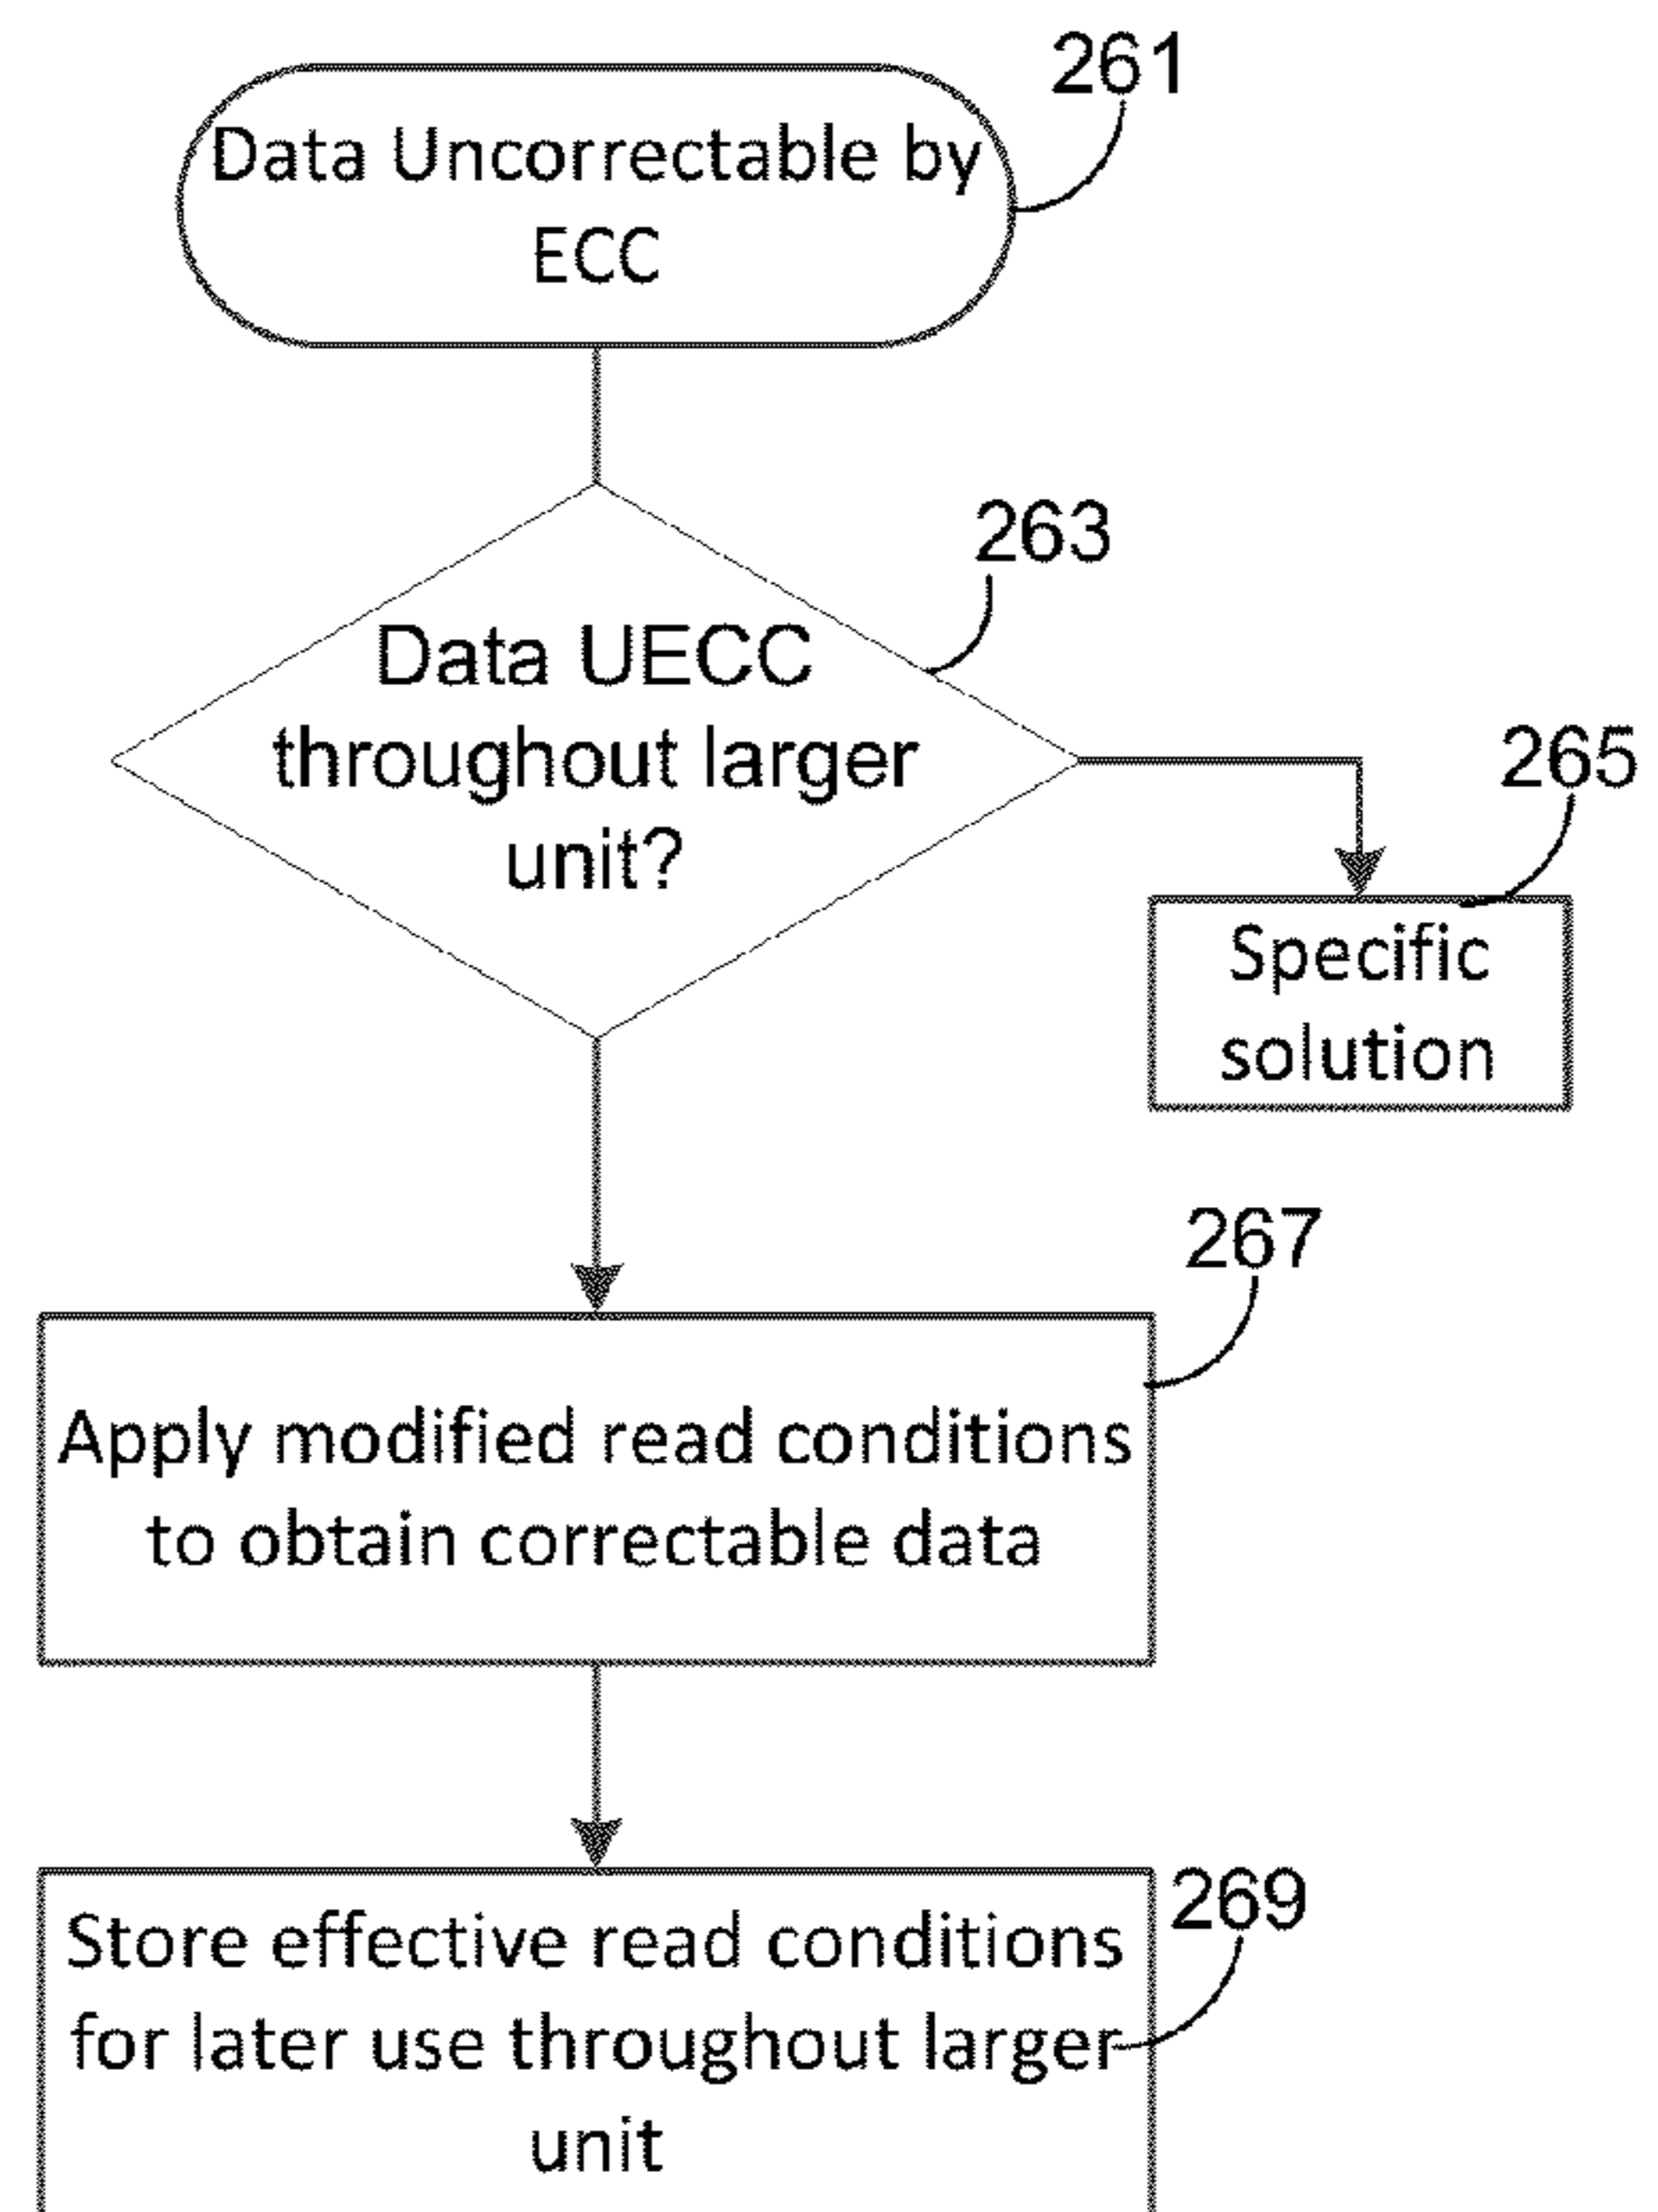 261
Data Uncorrectable by
ECC
263
Data UECC
throughout larger
unit?
265
Specific
solution
267
Apply modified read conditions
to obtain correctable data
269
Store effective read conditions
for later use throughout larger
unit